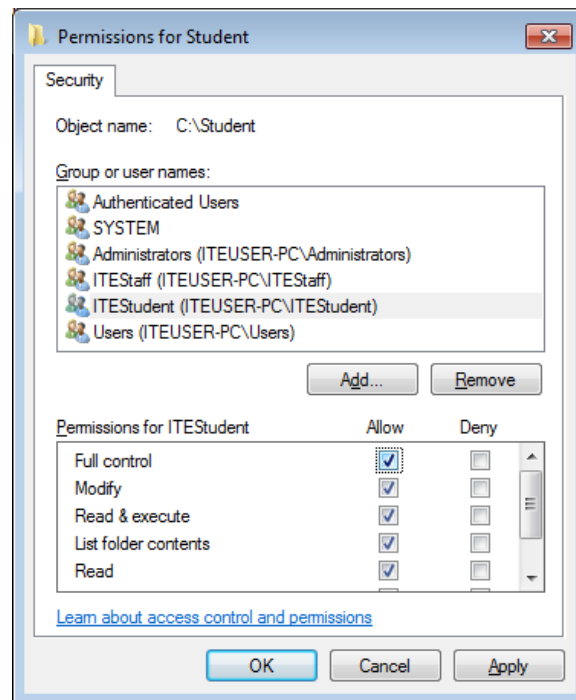 Permissions for Student
Security
Object name: C:\Student
Group or user names:
Authenticated Users
SYSTEM
Administrators (ITEUSER-PC\Administrators)
ITEStaff (ITEUSER-PC\ITEStaff)
ITEStudent (ITEUSER-PC\ITEStudent)
Users (ITEUSER-PC\Users)
Add... Remove
Permissions for ITEStudent Allow Deny
Full control
Modify
Read & execute
List folder contents
Read
Learn about access control and permissions
OK Cancel Apply